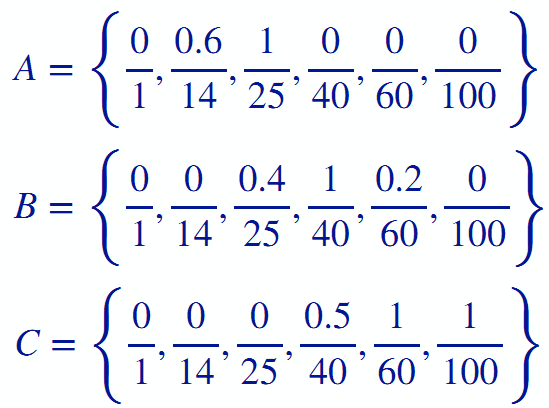 A = { 0/1, 0.6/14, 1/25, 0/40, 0/60, 0/100 }
B = { 0/1, 0/14, 0.4/25, 1/40, 0.2/60, 0/100 }
C = { 0/1, 0/14, 0/25, 0.5/40, 1/60, 1/100 }